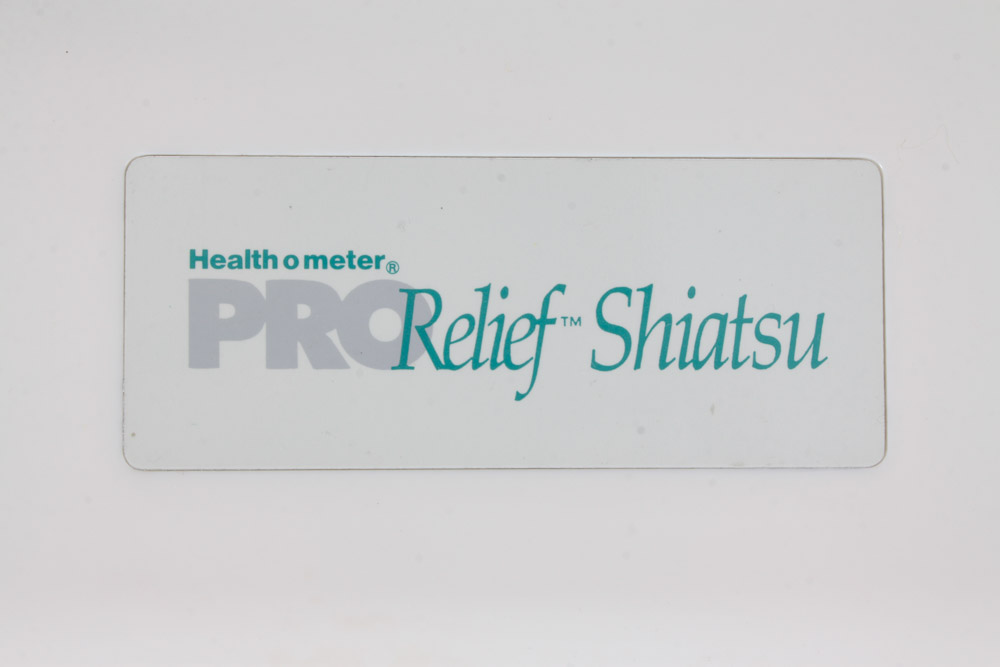 Health o meter®
PRO Relief™ Shiatsu